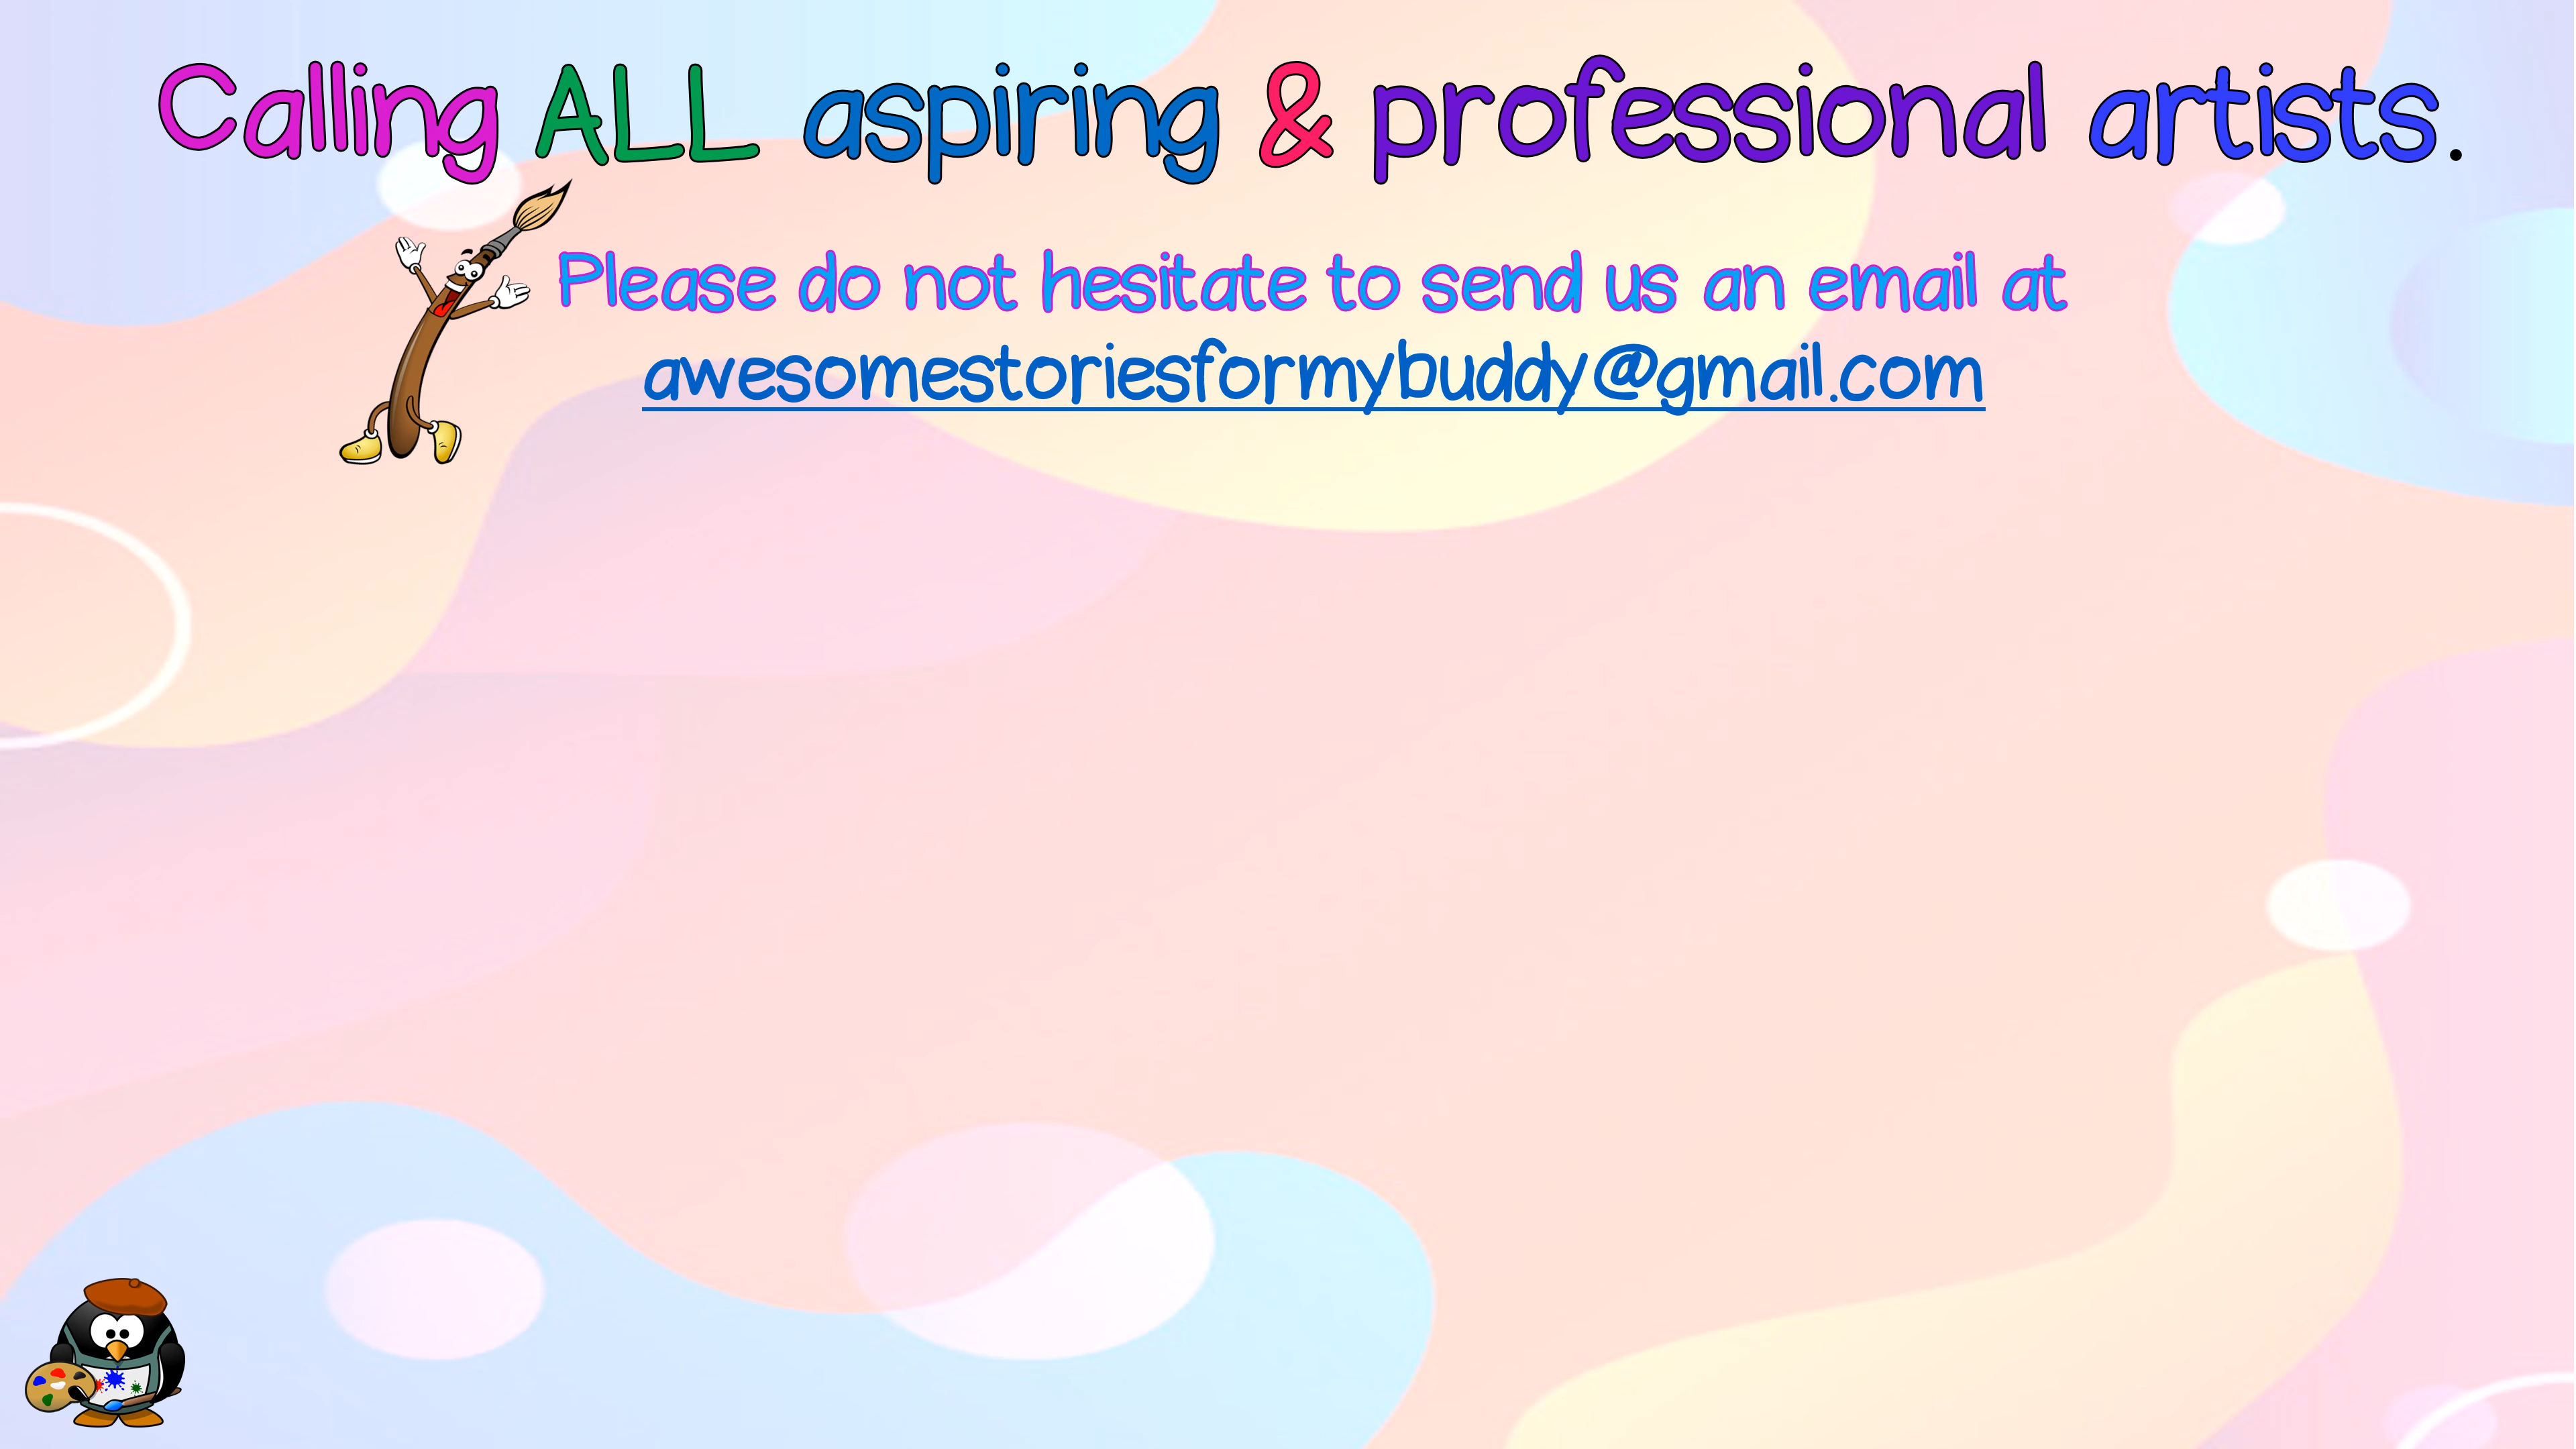 Calling ALL aspiring & professional artists.
Please do not hesitate to send us an email at
awesomestoriesformybuddy@gmail.com